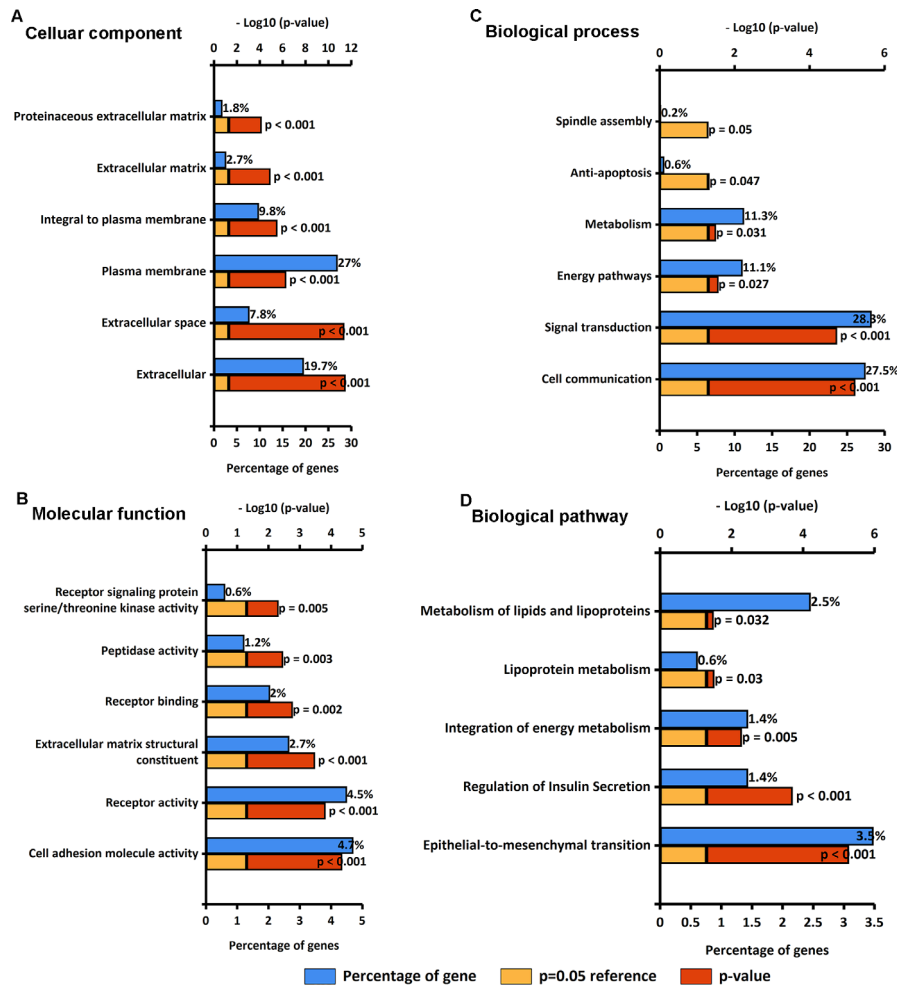 A
Celluar component
- Log10 (p-value)
0 2 4 6 8 10 12
Proteinaceous extracellular matrix
1.8%
p < 0.001
Extracellular matrix
2.7%
p < 0.001
Integral to plasma membrane
9.8%
p < 0.001
Plasma membrane
27%
p < 0.001
Extracellular space
7.8%
p < 0.001
Extracellular
19.7%
p < 0.001
0 5 10 15 20 25 30
Percentage of genes
C
Biological process
- Log10 (p-value)
0 2 4 6
Spindle assembly
0.2%
p = 0.05
Anti-apoptosis
0.6%
p = 0.047
Metabolism
11.3%
p = 0.031
Energy pathways
11.1%
p = 0.027
Signal transduction
28.3%
p < 0.001
Cell communication
27.5%
p < 0.001
0 5 10 15 20 25 30
Percentage of genes
B
Molecular function
- Log10 (p-value)
0 1 2 3 4 5
Receptor signaling protein
serine/threonine kinase activity
0.6%
p = 0.005
Peptidase activity
1.2%
p = 0.003
Receptor binding
2%
p = 0.002
Extracellular matrix structural
constituent
2.7%
p < 0.001
Receptor activity
4.5%
p < 0.001
Cell adhesion molecule activity
4.7%
p < 0.001
0 1 2 3 4 5
Percentage of genes
D
Biological pathway
- Log10 (p-value)
0 2 4 6
Metabolism of lipids and lipoproteins
2.5%
p = 0.032
Lipoprotein metabolism
0.6%
p = 0.03
Integration of energy metabolism
1.4%
p = 0.005
Regulation of Insulin Secretion
1.4%
p < 0.001
Epithelial-to-mesenchymal transition
3.5%
p < 0.001
0 0.5 1 1.5 2 2.5 3 3.5
Percentage of genes
Percentage of gene
p=0.05 reference
p-value